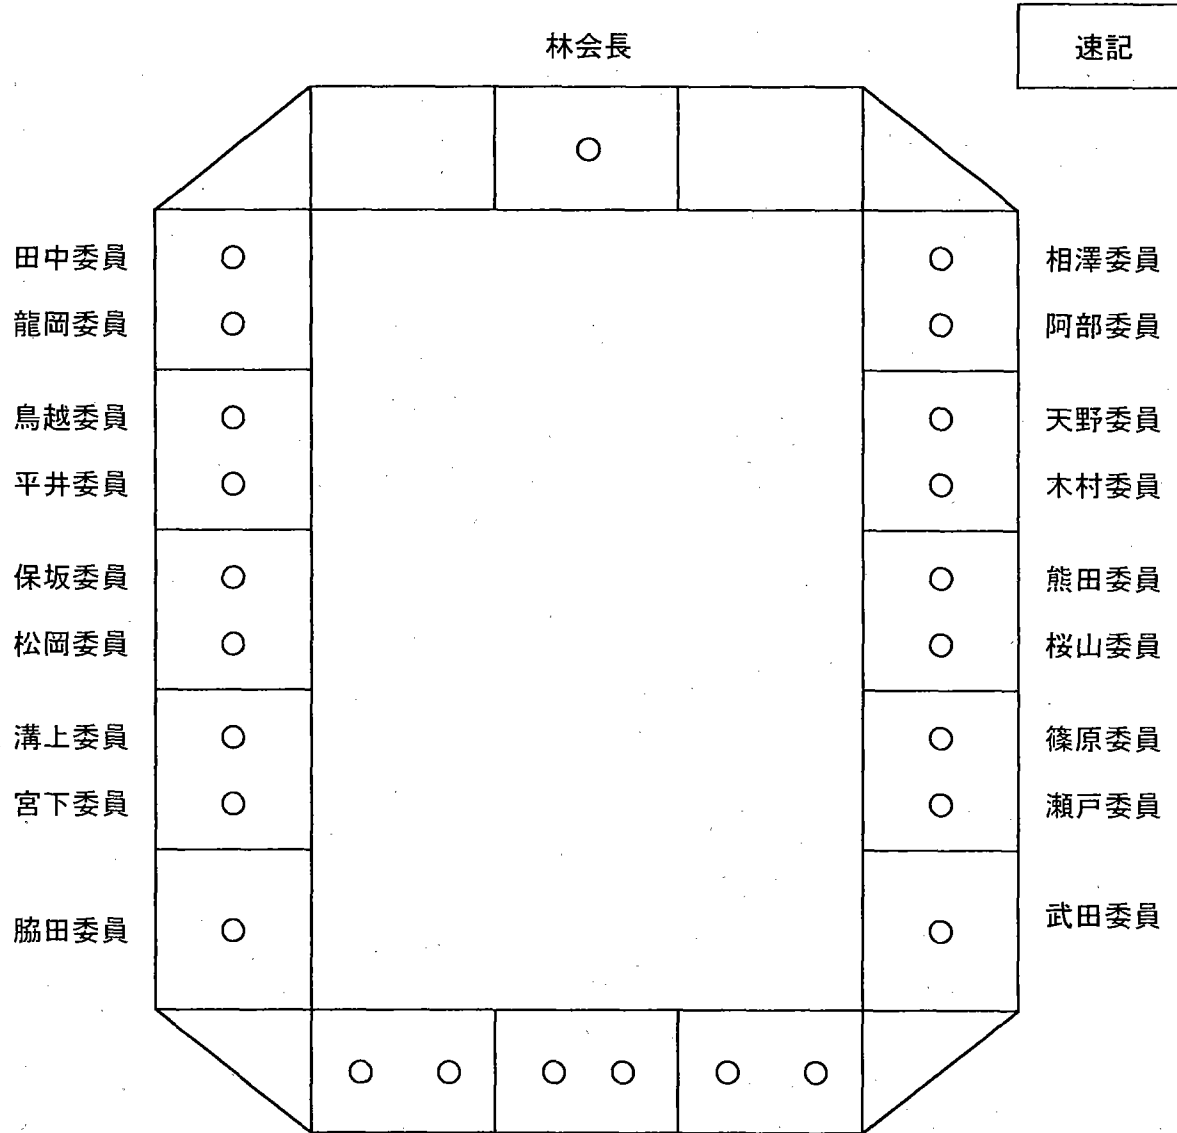 林会長
速記
田中委員
龍岡委員
鳥越委員
平井委員
保坂委員
松岡委員
溝上委員
宮下委員
脇田委員
相澤委員
阿部委員
天野委員
木村委員
熊田委員
桜山委員
篠原委員
瀬戸委員
武田委員